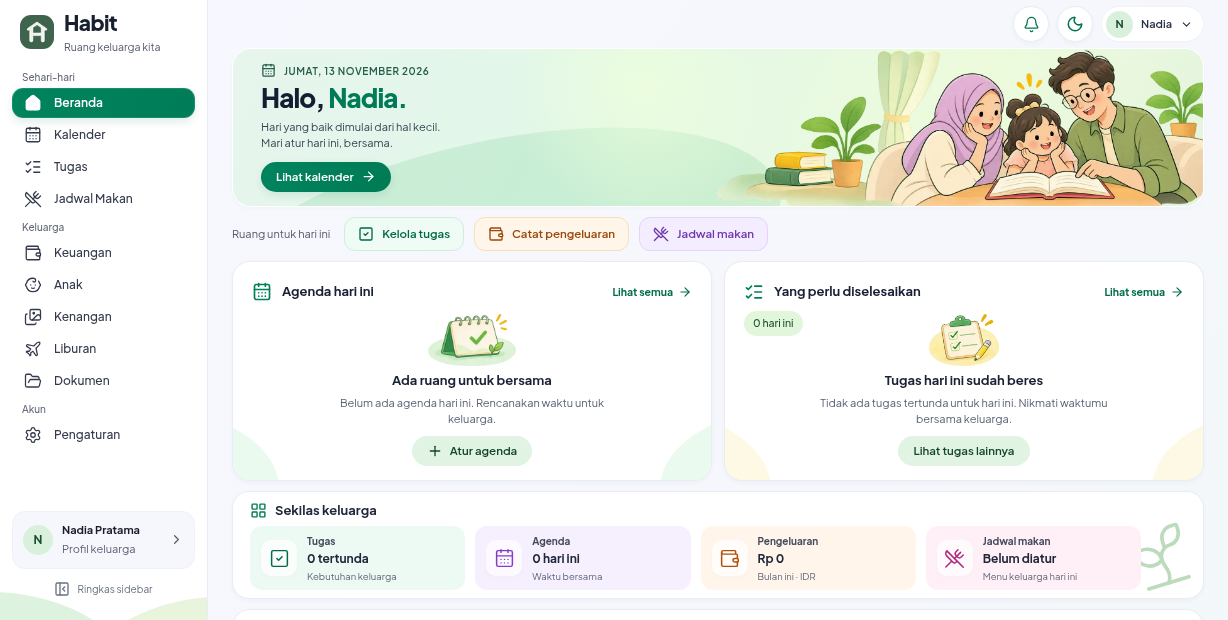 Habit
Ruang keluarga kita
Sehari-hari
Beranda
Kalender
Tugas
Jadwal Makan
Keluarga
Keuangan
Anak
Kenangan
Liburan
Dokumen
Akun
Pengaturan
N
Nadia Pratama
Profil keluarga
Ringkas sidebar
N
Nadia
JUMAT, 13 NOVEMBER 2026
Halo, Nadia.
Hari yang baik dimulai dari hal kecil.
Mari atur hari ini, bersama.
Lihat kalender
Ruang untuk hari ini
Kelola tugas
Catat pengeluaran
Jadwal makan
Agenda hari ini
Lihat semua
Ada ruang untuk bersama
Belum ada agenda hari ini. Rencanakan waktu untuk
keluarga.
Atur agenda
Yang perlu diselesaikan
Lihat semua
0 hari ini
Tugas hari ini sudah beres
Tidak ada tugas tertunda untuk hari ini. Nikmati waktumu
bersama keluarga.
Lihat tugas lainnya
Sekilas keluarga
Tugas
0 tertunda
Kebutuhan keluarga
Agenda
0 hari ini
Waktu bersama
Pengeluaran
Rp 0
Bulan ini · IDR
Jadwal makan
Belum diatur
Menu keluarga hari ini